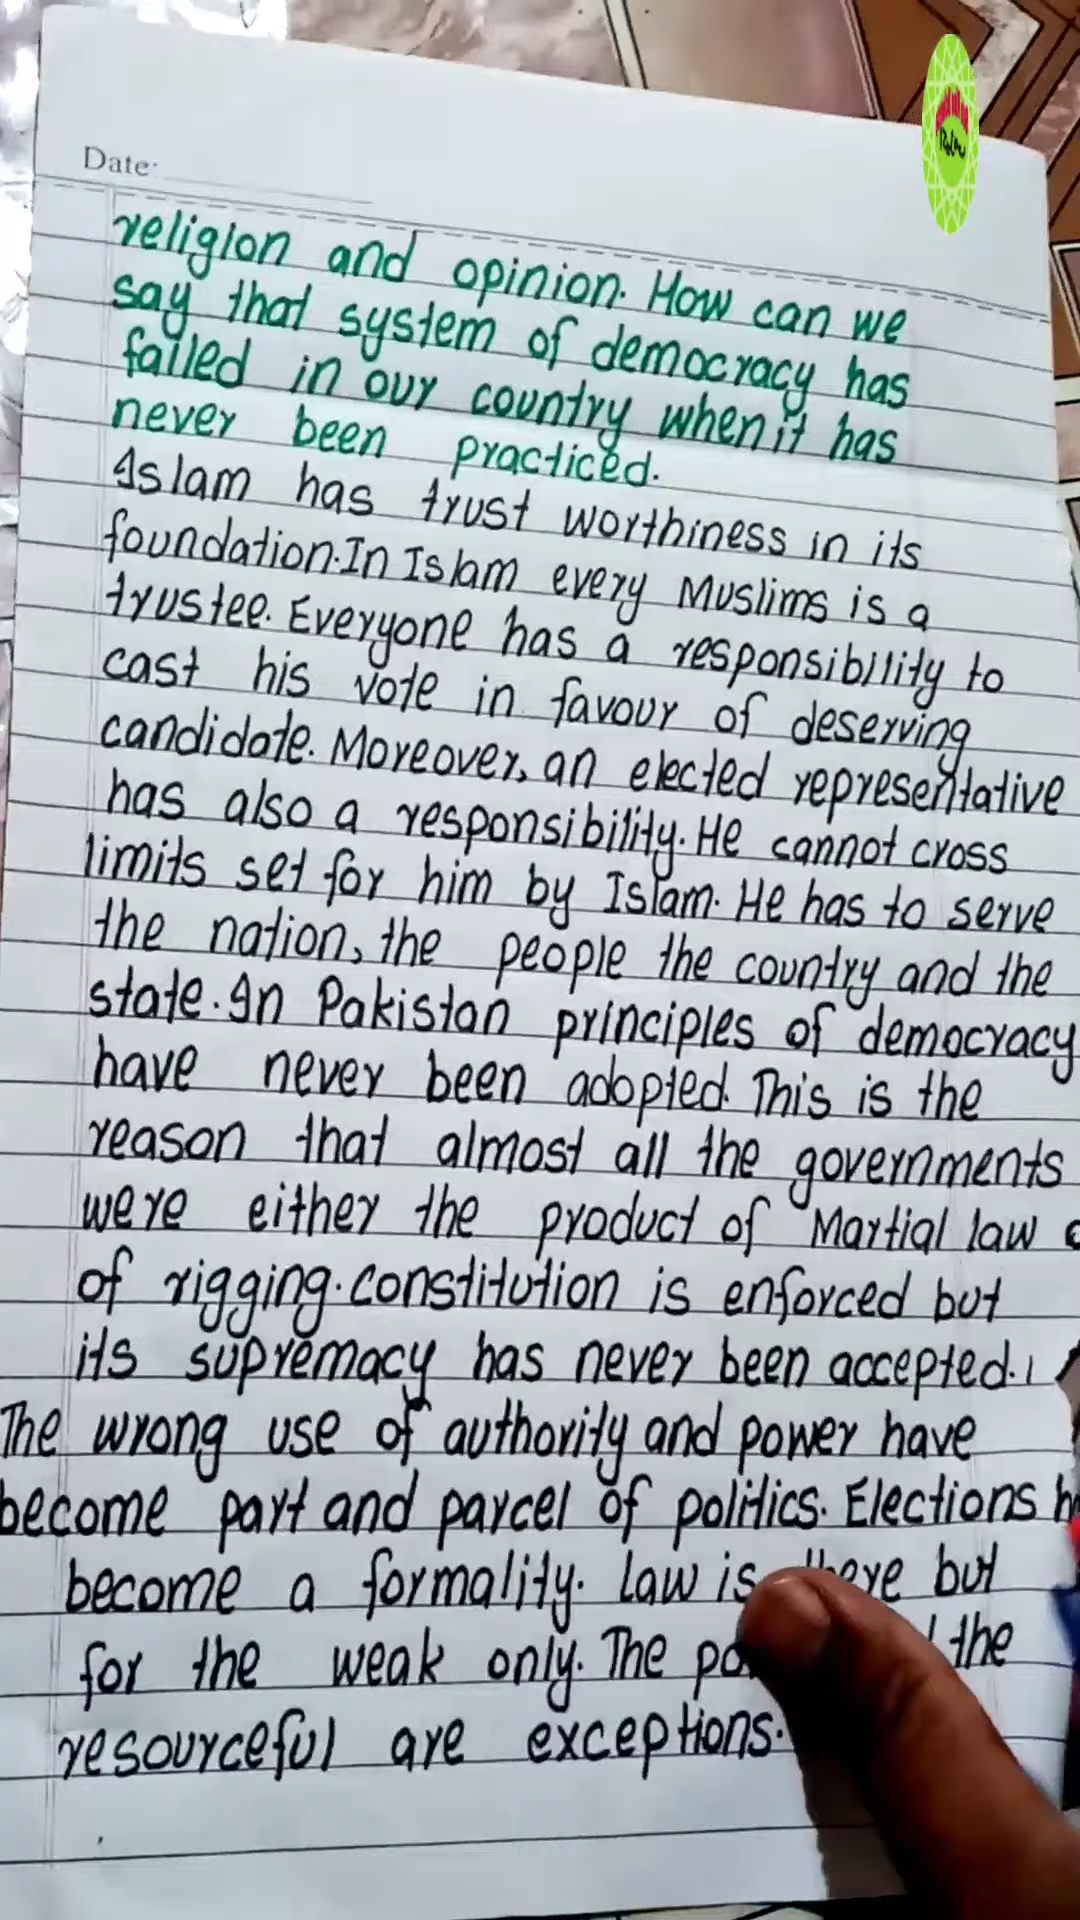 Date:
religion and opinion. How can we
say that system of democracy has
failed in our country when it has
never been practiced.
Islam has trust worthiness in its
foundation. In Islam every Muslims is a
trustee. Everyone has a responsibility to
cast his vote in favour of deserving
candidate. Moreover, an elected representative
has also a responsibility. He cannot cross
limits set for him by Islam. He has to serve
the nation, the people the country and the
state. In Pakistan principles of democracy
have never been adopted. This is the
reason that almost all the governments
were either the product of Martial law
of rigging. constitution is enforced but
its supremacy has never been accepted.
The wrong use of authority and power have
become part and parcel of politics. Elections
become a formality. Law is there but
for the weak only. The the
resourceful are exceptions.